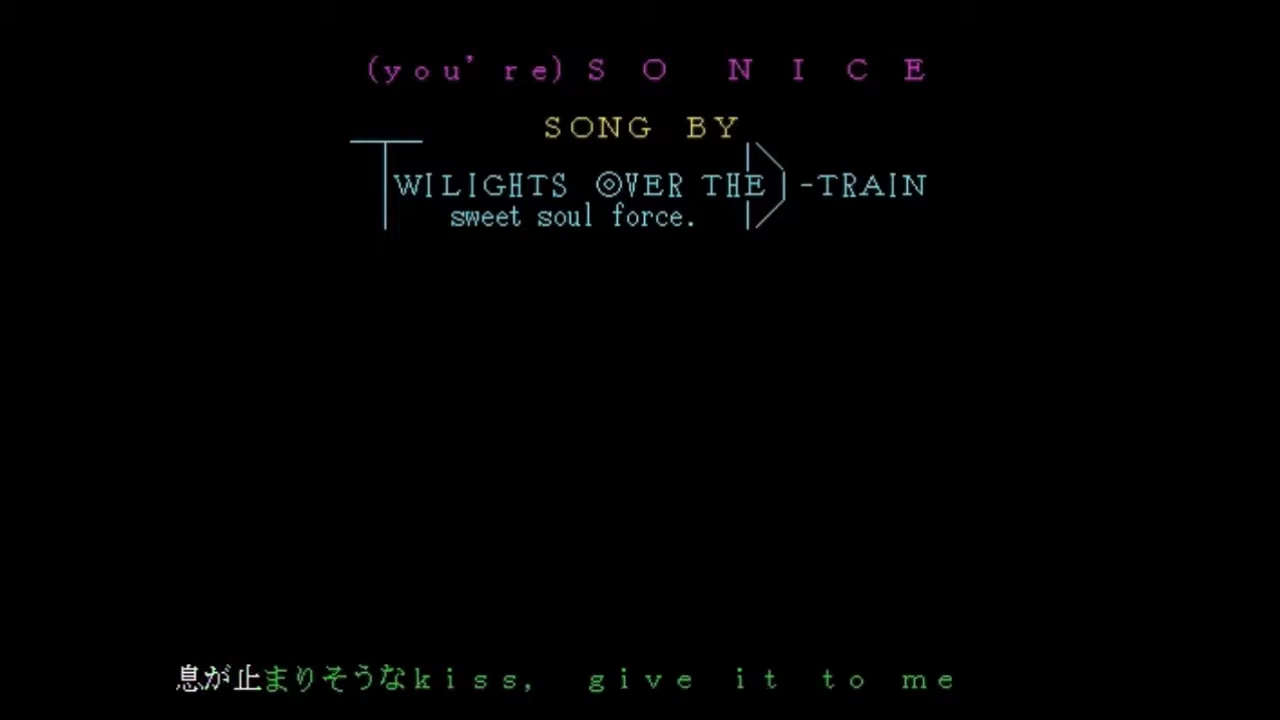 (you're)SO NICE
SONG BY
TWILIGHTS ◎VER THE D-TRAIN
sweet soul force.
息が止まりそうなkiss, give it to me